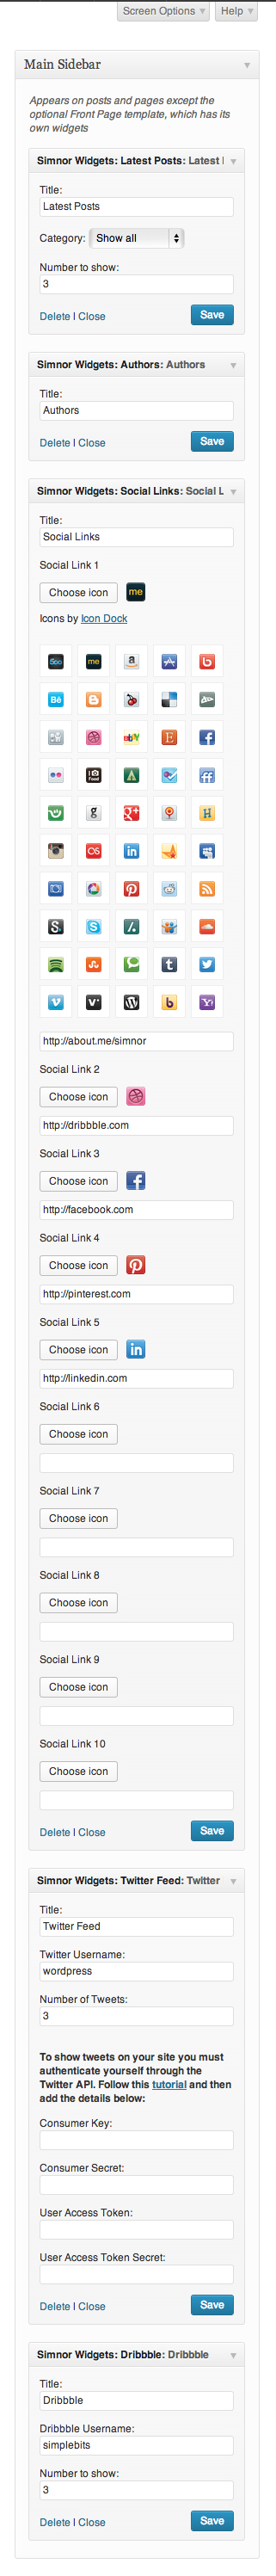 Screen Options
Help
Main Sidebar
Appears on posts and pages except the
optional Front Page template, which has its
own widgets
Simnor Widgets: Latest Posts: Latest
Title:
Latest Posts
Category: Show all
Number to show:
3
Delete | Close
Save
Simnor Widgets: Authors: Authors
Title:
Authors
Delete | Close
Save
Simnor Widgets: Social Links: Social L
Title:
Social Links
Social Link 1
Choose icon
me
Icons by Icon Dock
500
me
a
b
Bē
ebY
E
f
Food
ff
g
g+
H
os
in
P
S
S
t
v
b
Y!
http://about.me/simnor
Social Link 2
Choose icon
http://dribbble.com
Social Link 3
Choose icon
f
http://facebook.com
Social Link 4
Choose icon
P
http://pinterest.com
Social Link 5
Choose icon
in
http://linkedin.com
Social Link 6
Choose icon
Social Link 7
Choose icon
Social Link 8
Choose icon
Social Link 9
Choose icon
Social Link 10
Choose icon
Delete | Close
Save
Simnor Widgets: Twitter Feed: Twitter
Title:
Twitter Feed
Twitter Username:
wordpress
Number of Tweets:
3
To show tweets on your site you must
authenticate yourself through the
Twitter API. Follow this tutorial and then
add the details below:
Consumer Key:
Consumer Secret:
User Access Token:
User Access Token Secret:
Delete | Close
Save
Simnor Widgets: Dribbble: Dribbble
Title:
Dribbble
Dribbble Username:
simplebits
Number to show:
3
Delete | Close
Save